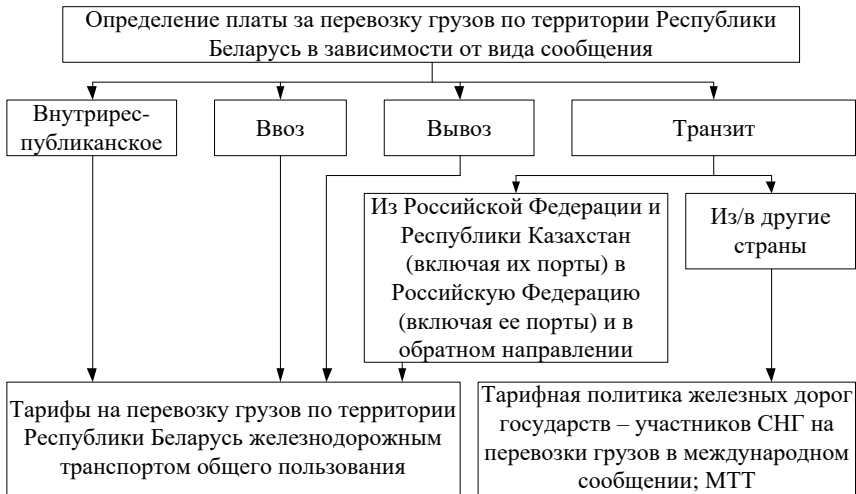 Определение платы за перевозку грузов по территории Республики
Беларусь в зависимости от вида сообщения
Внутрирес-
публиканское
Ввоз
Вывоз
Транзит
Из Российской Федерации и
Республики Казахстан
(включая их порты) в
Российскую Федерацию
(включая ее порты) и в
обратном направлении
Из/в другие
страны
Тарифы на перевозку грузов по территории
Республики Беларусь железнодорожным
транспортом общего пользования
Тарифная политика железных дорог
государств – участников СНГ на
перевозки грузов в международном
сообщении; МТТ